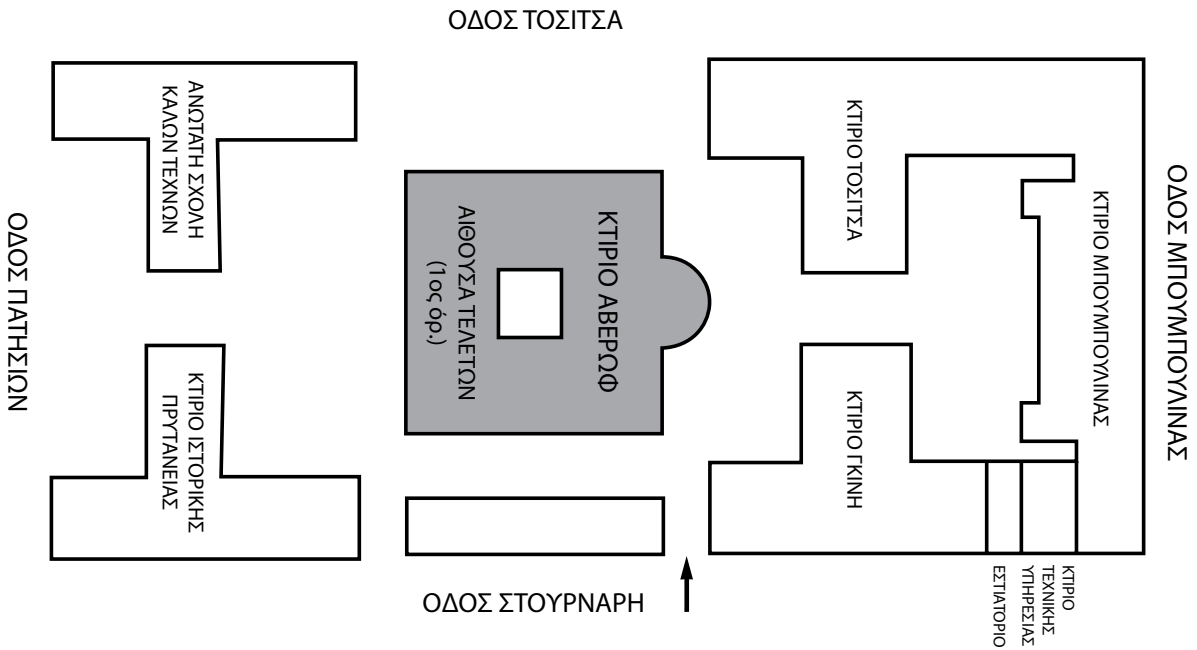 ΟΔΟΣ ΤΟΣΙΤΣΑ
ΟΔΟΣ ΠΑΤΗΣΙΩΝ
ΑΝΩΤΑΤΗ ΣΧΟΛΗ
ΚΑΛΩΝ ΤΕΧΝΩΝ
ΚΤΙΡΙΟ ΙΣΤΟΡΙΚΗΣ
ΠΡΥΤΑΝΕΙΑΣ
ΚΤΙΡΙΟ ΑΒΕΡΩΦ
ΑΙΘΟΥΣΑ ΤΕΛΕΤΩΝ
(1ος όρ.)
ΚΤΙΡΙΟ ΤΟΣΙΤΣΑ
ΚΤΙΡΙΟ ΓΚΙΝΗ
ΚΤΙΡΙΟ ΜΠΟΥΜΠΟΥΛΙΝΑΣ
ΟΔΟΣ ΜΠΟΥΜΠΟΥΛΙΝΑΣ
ΚΤΙΡΙΟ
ΤΕΧΝΙΚΗΣ
ΥΠΗΡΕΣΙΑΣ
ΕΣΤΙΑΤΟΡΙΟ
ΟΔΟΣ ΣΤΟΥΡΝΑΡΗ